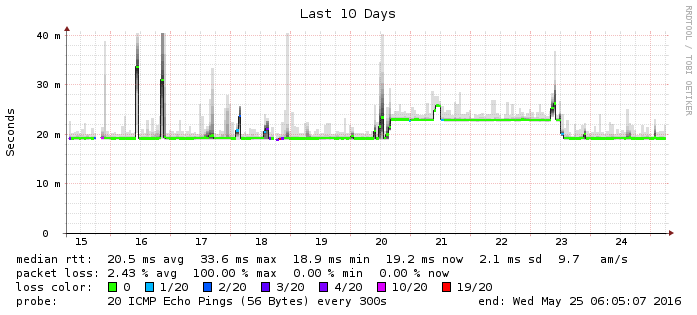 Last 10 Days
RRDTOOL / TOBI OETIKER
Seconds
40 m
30 m
20 m
10 m
0
15 16 17 18 19 20 21 22 23 24
median rtt: 20.5 ms avg 33.6 ms max 18.9 ms min 19.2 ms now 2.1 ms sd 9.7 am/s
packet loss: 2.43 % avg 100.00 % max 0.00 % min 0.00 % now
loss color: 0 1/20 2/20 3/20 4/20 10/20 19/20
probe: 20 ICMP Echo Pings (56 Bytes) every 300s end: Wed May 25 06:05:07 2016